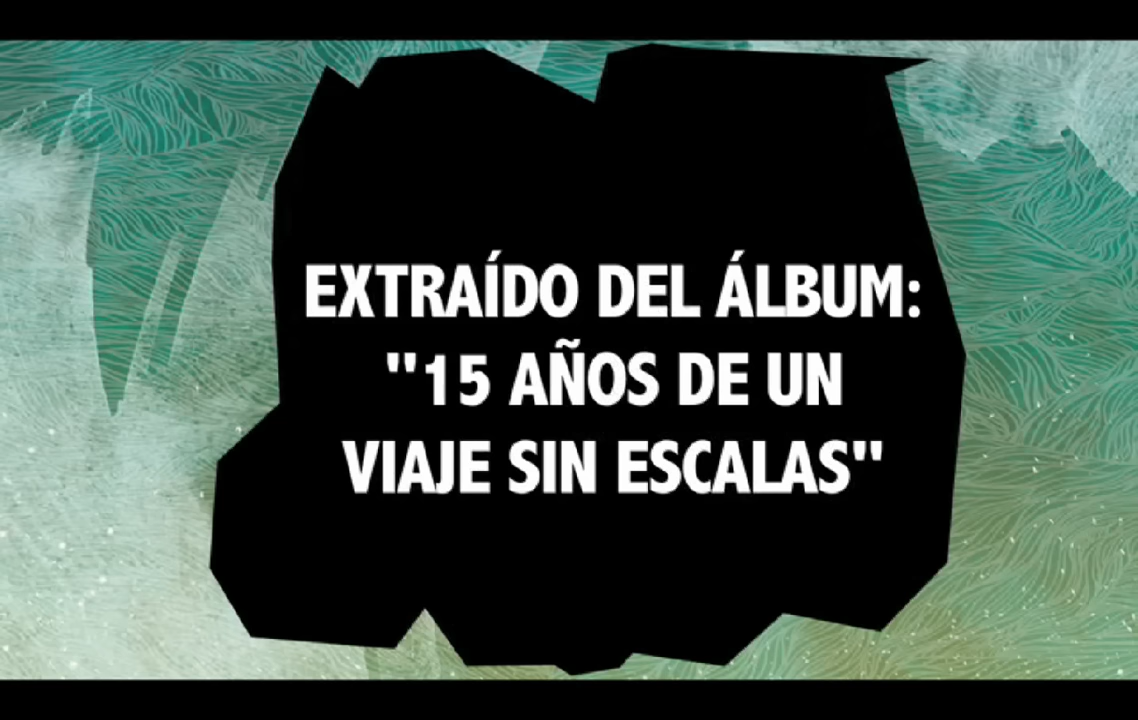 EXTRAÍDO DEL ÁLBUM:
"15 AÑOS DE UN
VIAJE SIN ESCALAS"